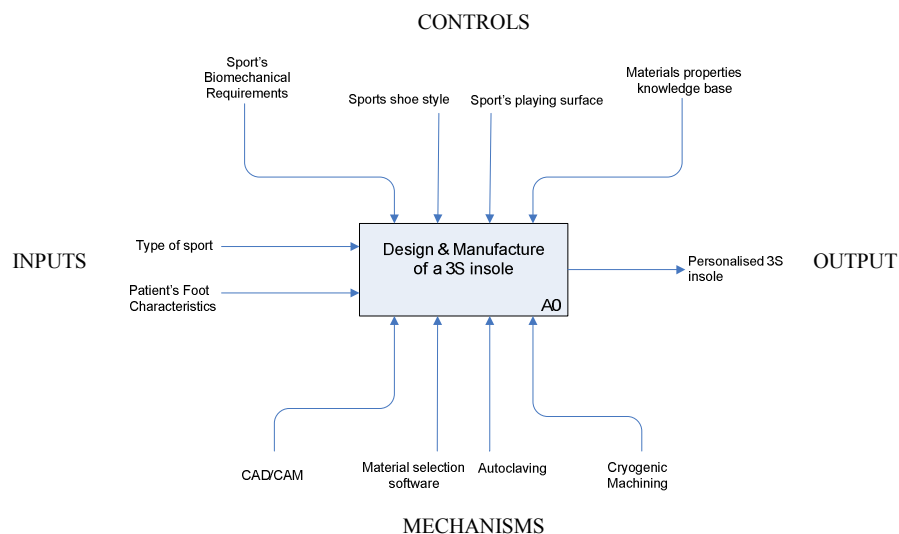 CONTROLS
Sport's
Biomechanical
Requirements
Sports shoe style
Sport's playing surface
Materials properties
knowledge base
INPUTS
Type of sport
Patient's Foot
Characteristics
Design & Manufacture
of a 3S insole
A0
Personalised 3S
insole
OUTPUT
CAD/CAM
Material selection
software
Autoclaving
Cryogenic
Machining
MECHANISMS